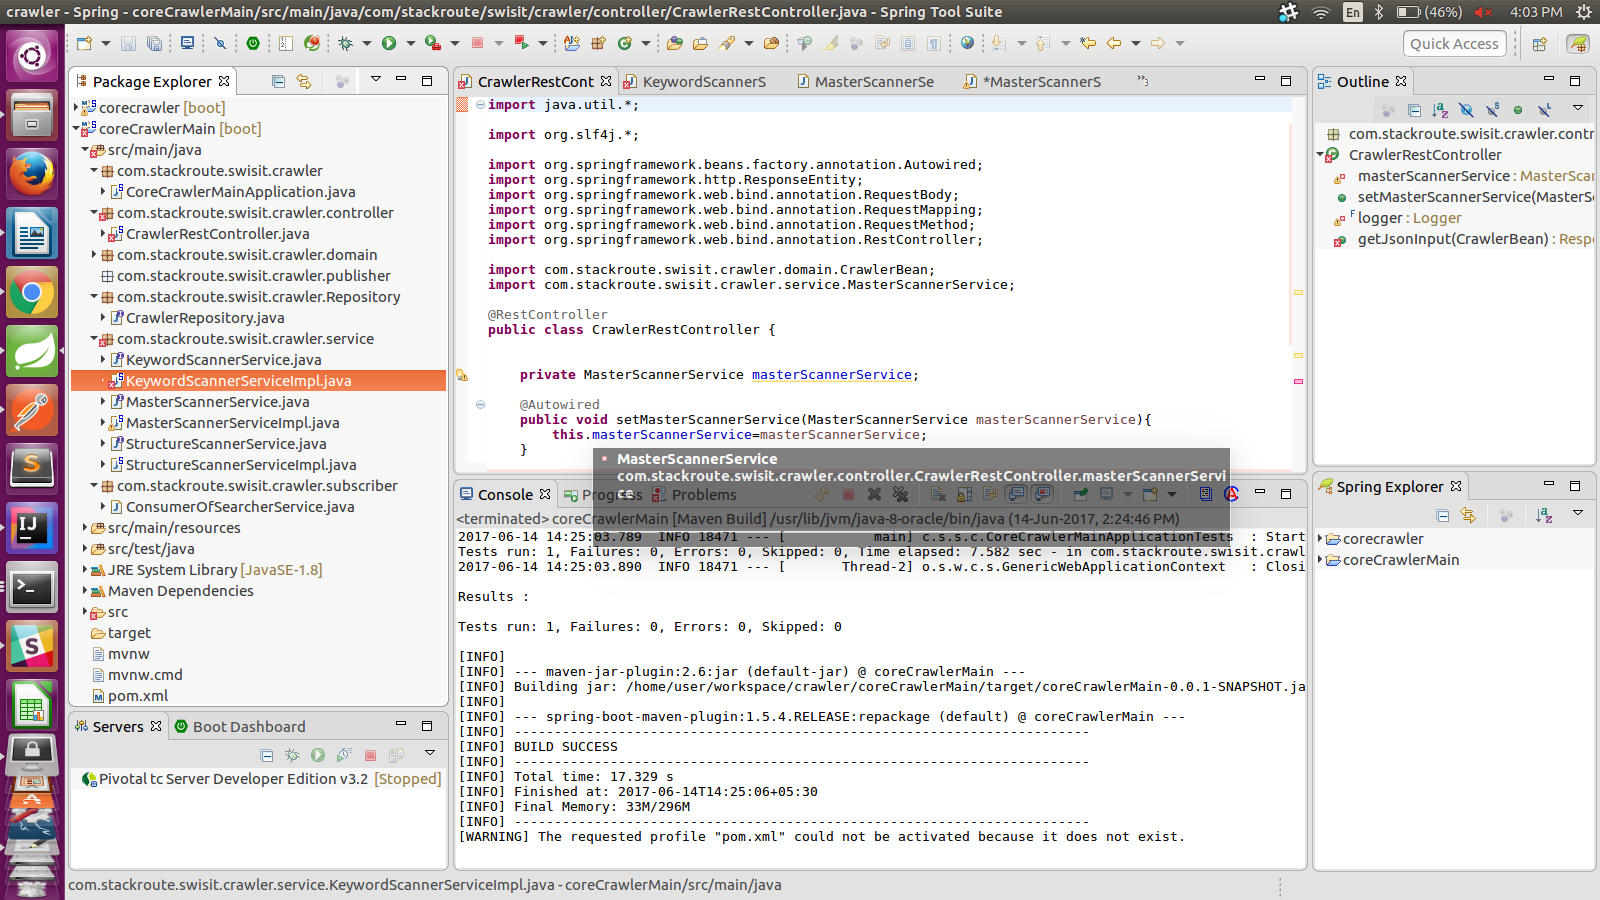 crawler - Spring - coreCrawlerMain/src/main/java/com/stackroute/swisit/crawler/controller/CrawlerRestController.java - Spring Tool Suite
En
(46%)
4:03 PM
Quick Access
Package Explorer
corecrawler [boot]
coreCrawlerMain [boot]
src/main/java
com.stackroute.swisit.crawler
CoreCrawlerMainApplication.java
com.stackroute.swisit.crawler.controller
CrawlerRestController.java
com.stackroute.swisit.crawler.domain
com.stackroute.swisit.crawler.publisher
com.stackroute.swisit.crawler.Repository
CrawlerRepository.java
com.stackroute.swisit.crawler.service
KeywordScannerService.java
KeywordScannerServiceImpl.java
MasterScannerService.java
MasterScannerServiceImpl.java
StructureScannerService.java
StructureScannerServiceImpl.java
com.stackroute.swisit.crawler.subscriber
ConsumerOfSearcherService.java
src/main/resources
src/test/java
JRE System Library [JavaSE-1.8]
Maven Dependencies
src
target
mvnw
mvnw.cmd
pom.xml
Servers
Boot Dashboard
Pivotal tc Server Developer Edition v3.2 [Stopped]
CrawlerRestCont
KeywordScannerS
MasterScannerSe
*MasterScannerS
3
import java.util.*;
import org.slf4j.*;
import org.springframework.beans.factory.annotation.Autowired;
import org.springframework.http.ResponseEntity;
import org.springframework.web.bind.annotation.RequestBody;
import org.springframework.web.bind.annotation.RequestMapping;
import org.springframework.web.bind.annotation.RequestMethod;
import org.springframework.web.bind.annotation.RestController;
import com.stackroute.swisit.crawler.domain.CrawlerBean;
import com.stackroute.swisit.crawler.service.MasterScannerService;
@RestController
public class CrawlerRestController {
private MasterScannerService masterScannerService;
@Autowired
public void setMasterScannerService(MasterScannerService masterScannerService){
this.masterScannerService=masterScannerService;
}
MasterScannerService
com.stackroute.swisit.crawler.controller.CrawlerRestController.masterScannerServi
ce
Console
Progress
Problems
<terminated> coreCrawlerMain [Maven Build] /usr/lib/jvm/java-8-oracle/bin/java (14-Jun-2017, 2:24:46 PM)
2017-06-14 14:25:03.789 INFO 18471 --- [ main] c.s.s.c.CoreCrawlerMainApplicationTests : Start
Tests run: 1, Failures: 0, Errors: 0, Skipped: 0, Time elapsed: 7.582 sec - in com.stackroute.swisit.crawl
2017-06-14 14:25:03.890 INFO 18471 --- [ Thread-2] o.s.w.c.s.GenericWebApplicationContext : Closi
Results :
Tests run: 1, Failures: 0, Errors: 0, Skipped: 0
[INFO]
[INFO] --- maven-jar-plugin:2.6:jar (default-jar) @ coreCrawlerMain ---
[INFO] Building jar: /home/user/workspace/crawler/coreCrawlerMain/target/coreCrawlerMain-0.0.1-SNAPSHOT.ja
[INFO]
[INFO] --- spring-boot-maven-plugin:1.5.4.RELEASE:repackage (default) @ coreCrawlerMain ---
[INFO] ------------------------------------------------------------------------
[INFO] BUILD SUCCESS
[INFO] ------------------------------------------------------------------------
[INFO] Total time: 17.329 s
[INFO] Finished at: 2017-06-14T14:25:06+05:30
[INFO] Final Memory: 33M/296M
[INFO] ------------------------------------------------------------------------
[WARNING] The requested profile "pom.xml" could not be activated because it does not exist.
Outline
com.stackroute.swisit.crawler.contr
CrawlerRestController
masterScannerService : MasterScar
setMasterScannerService(MasterSc
logger : Logger
getJsonInput(CrawlerBean) : Respo
Spring Explorer
corecrawler
coreCrawlerMain
com.stackroute.swisit.crawler.service.KeywordScannerServiceImpl.java - coreCrawlerMain/src/main/java